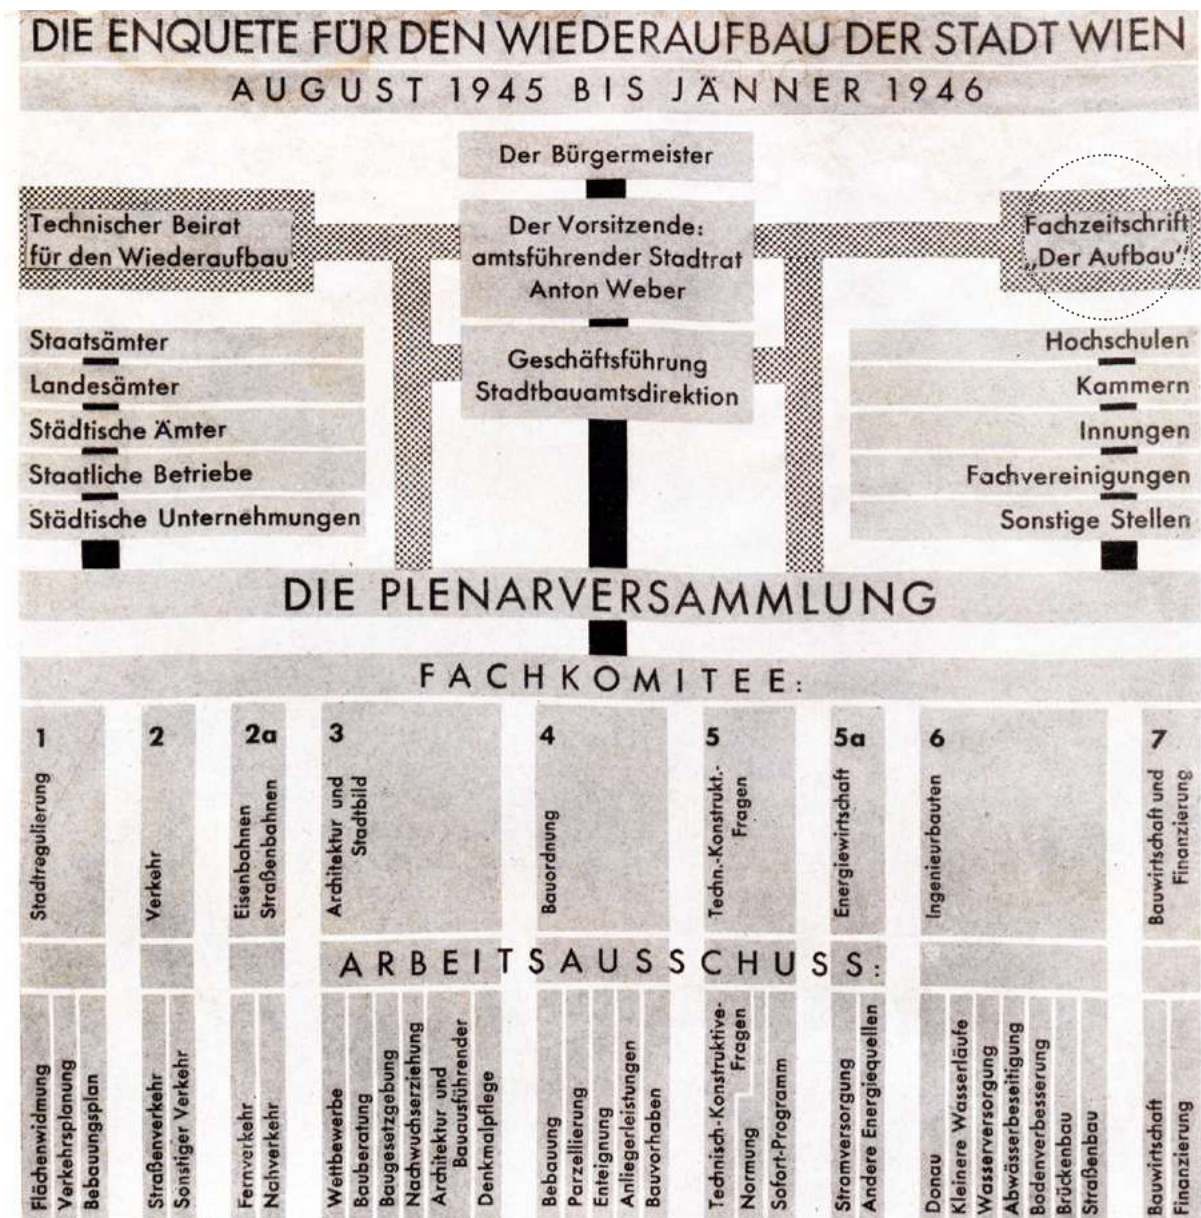 DIE ENQUETE FÜR DEN WIEDERAUFBAU DER STADT WIEN
AUGUST 1945 BIS JÄNNER 1946
Der Bürgermeister
Technischer Beirat
für den Wiederaufbau
Der Vorsitzende:
amtsführender Stadtrat
Anton Weber
Fachzeitschrift
„Der Aufbau“
Geschäftsführung
Stadtbauamtsdirektion
Staatsämter
Landesämter
Städtische Ämter
Staatliche Betriebe
Städtische Unternehmungen
Hochschulen
Kammern
Innungen
Fachvereinigungen
Sonstige Stellen
DIE PLENARVERSAMMLUNG
FACHKOMITEE:
1
Stadtregulierung
2
Verkehr
2a
Eisenbahnen
Straßenbahnen
3
Architektur und
Stadtbild
4
Bauordnung
5
Techn.-Konstrukt.-
Fragen
5a
Energiewirtschaft
6
Ingenieurbauten
7
Bauwirtschaft und
Finanzierung
ARBEITSAUSSCHUSS:
Flächenwidmung
Verkehrsplanung
Bebauungsplan
Straßenverkehr
Sonstiger Verkehr
Fernverkehr
Nahverkehr
Wettbewerbe
Bauberatung
Baugesetzgebung
Nachwuchserziehung
Architektur und
Bauausführender
Denkmalpflege
Bebauung
Parzellierung
Enteignung
Anliegerleistungen
Bauvorhaben
Technisch-Konstruktive-
Fragen
Normung
Sofort-Programm
Stromversorgung
Andere Energiequellen
Donau
Kleinere Wasserläufe
Wasserversorgung
Abwässerbeseitigung
Bodenverbesserung
Brückenbau
Straßenbau
Bauwirtschaft
Finanzierung